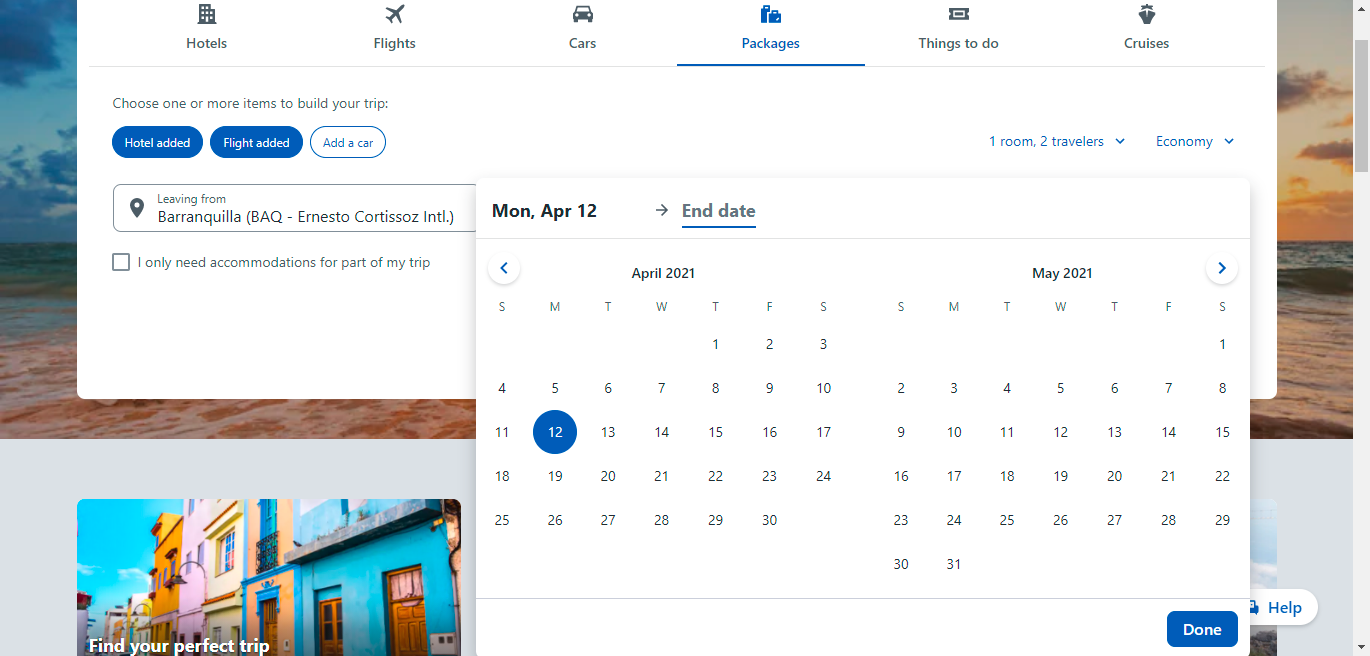 Hotels Flights Cars Packages Things to do Cruises
Choose one or more items to build your trip:
Hotel added Flight added Add a car 1 room, 2 travelers Economy
Leaving from
Barranquilla (BAQ - Ernesto Cortissoz Intl.)
I only need accommodations for part of my trip
Mon, Apr 12 End date
April 2021
S M T W T F S
1 2 3
4 5 6 7 8 9 10
11 12 13 14 15 16 17
18 19 20 21 22 23 24
25 26 27 28 29 30
May 2021
S M T W T F S
1
2 3 4 5 6 7 8
9 10 11 12 13 14 15
16 17 18 19 20 21 22
23 24 25 26 27 28 29
30 31
Done
Help
Find your perfect trip